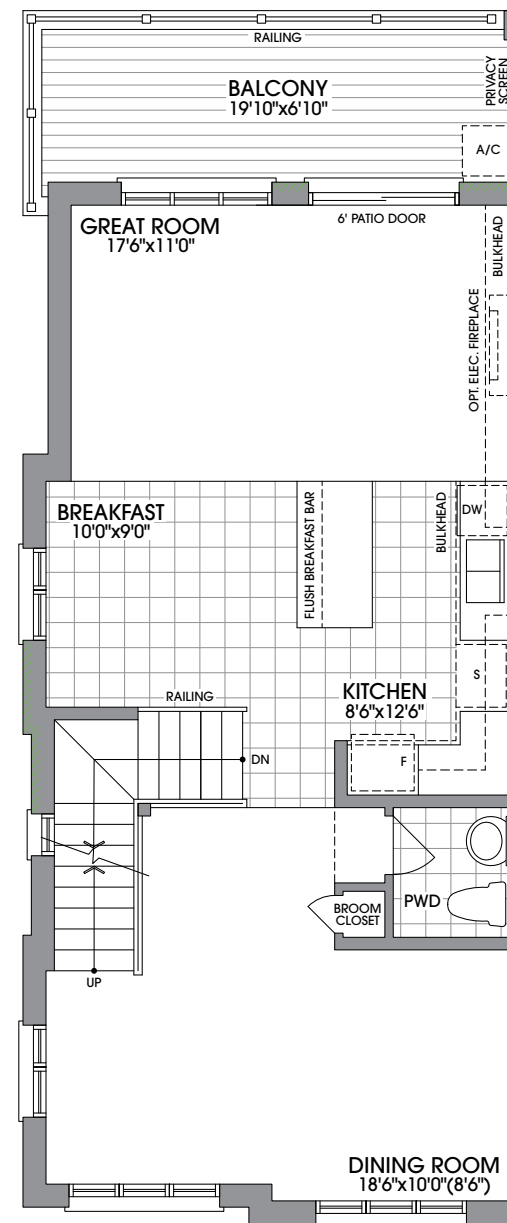 RAILING
BALCONY
19'10"x6'10"
PRIVACY
SCREEN
A/C
GREAT ROOM
17'6"x11'0"
6' PATIO DOOR
BULKHEAD
OPT. ELEC. FIREPLACE
BREAKFAST
10'0"x9'0"
FLUSH BREAKFAST BAR
BULKHEAD
DW
S
KITCHEN
8'6"x12'6"
RAILING
DN
F
PWD
BROOM
CLOSET
UP
DINING ROOM
18'6"x10'0"(8'6")